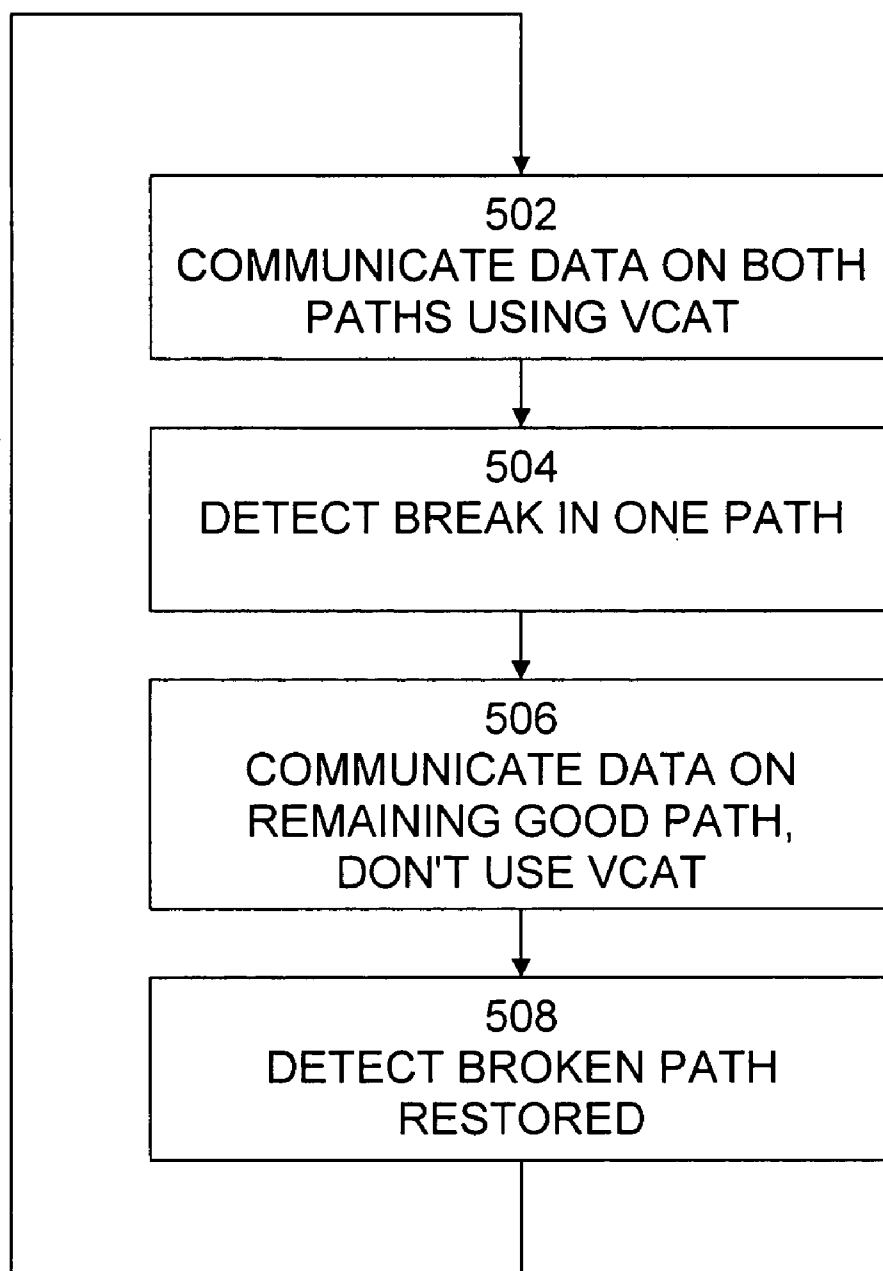 502
COMMUNICATE DATA ON BOTH
PATHS USING VCAT
504
DETECT BREAK IN ONE PATH
506
COMMUNICATE DATA ON
REMAINING GOOD PATH,
DON'T USE VCAT
508
DETECT BROKEN PATH
RESTORED